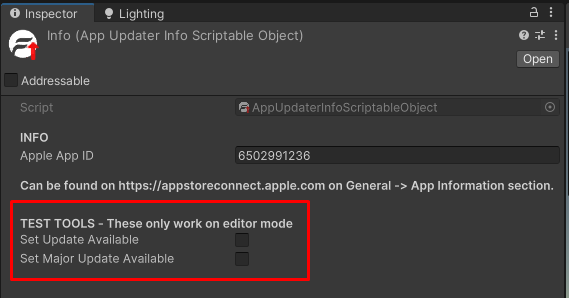 Inspector
Lighting
Info (App Updater Info Scriptable Object)
Open
Addressable
Script
AppUpdaterInfoScriptableObject
INFO
Apple App ID
6502991236
Can be found on https://appstoreconnect.apple.com on General -> App Information section.
TEST TOOLS - These only work on editor mode
Set Update Available
Set Major Update Available